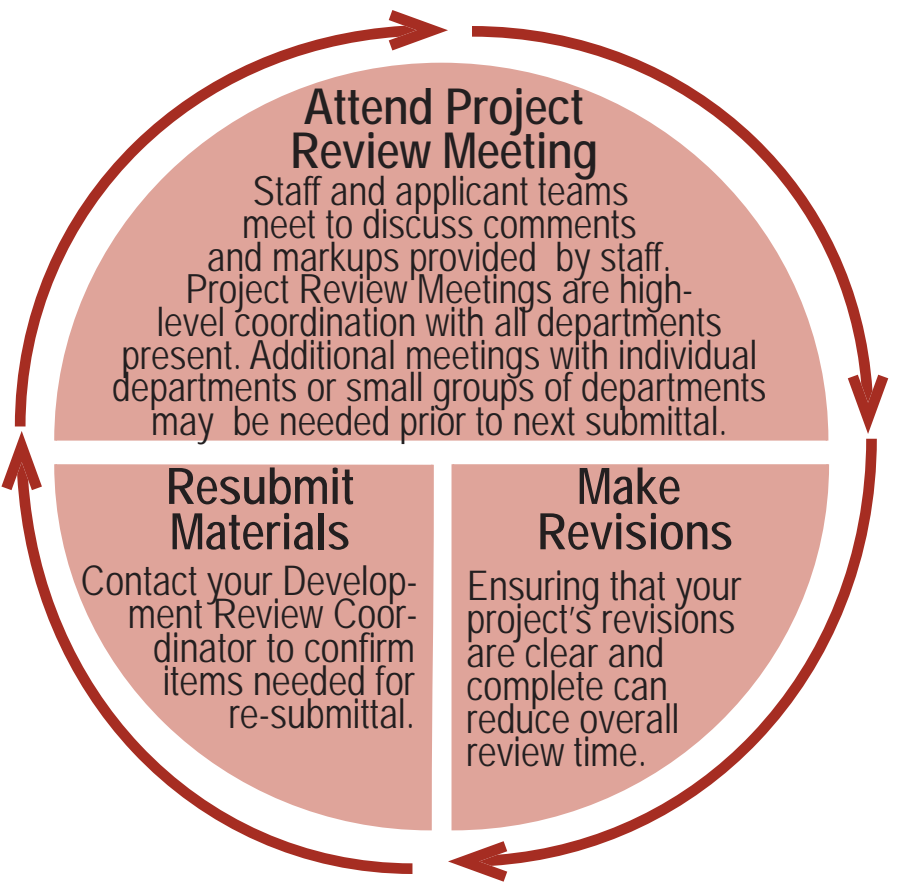 Attend Project
Review Meeting
Staff and applicant teams
meet to discuss comments
and markups provided  by staff.
Project Review Meetings are high-
level coordination with all departments
present. Additional meetings with individual
departments or small groups of departments
may  be needed prior to next submittal.
Resubmit
Materials
Contact your Develop-
ment Review Coor-
dinator to confirm
items needed for
re-submittal.
Make
Revisions
Ensuring that your
project's revisions
are clear and
complete can
reduce overall
review time.